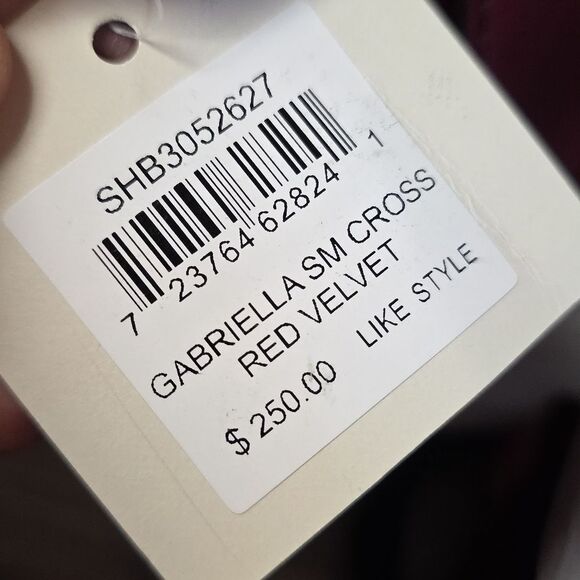 SHB3052627
7 23764 62824 1
GABRIELLA SM CROSS
RED VELVET
$ 250.00 LIKE STYLE